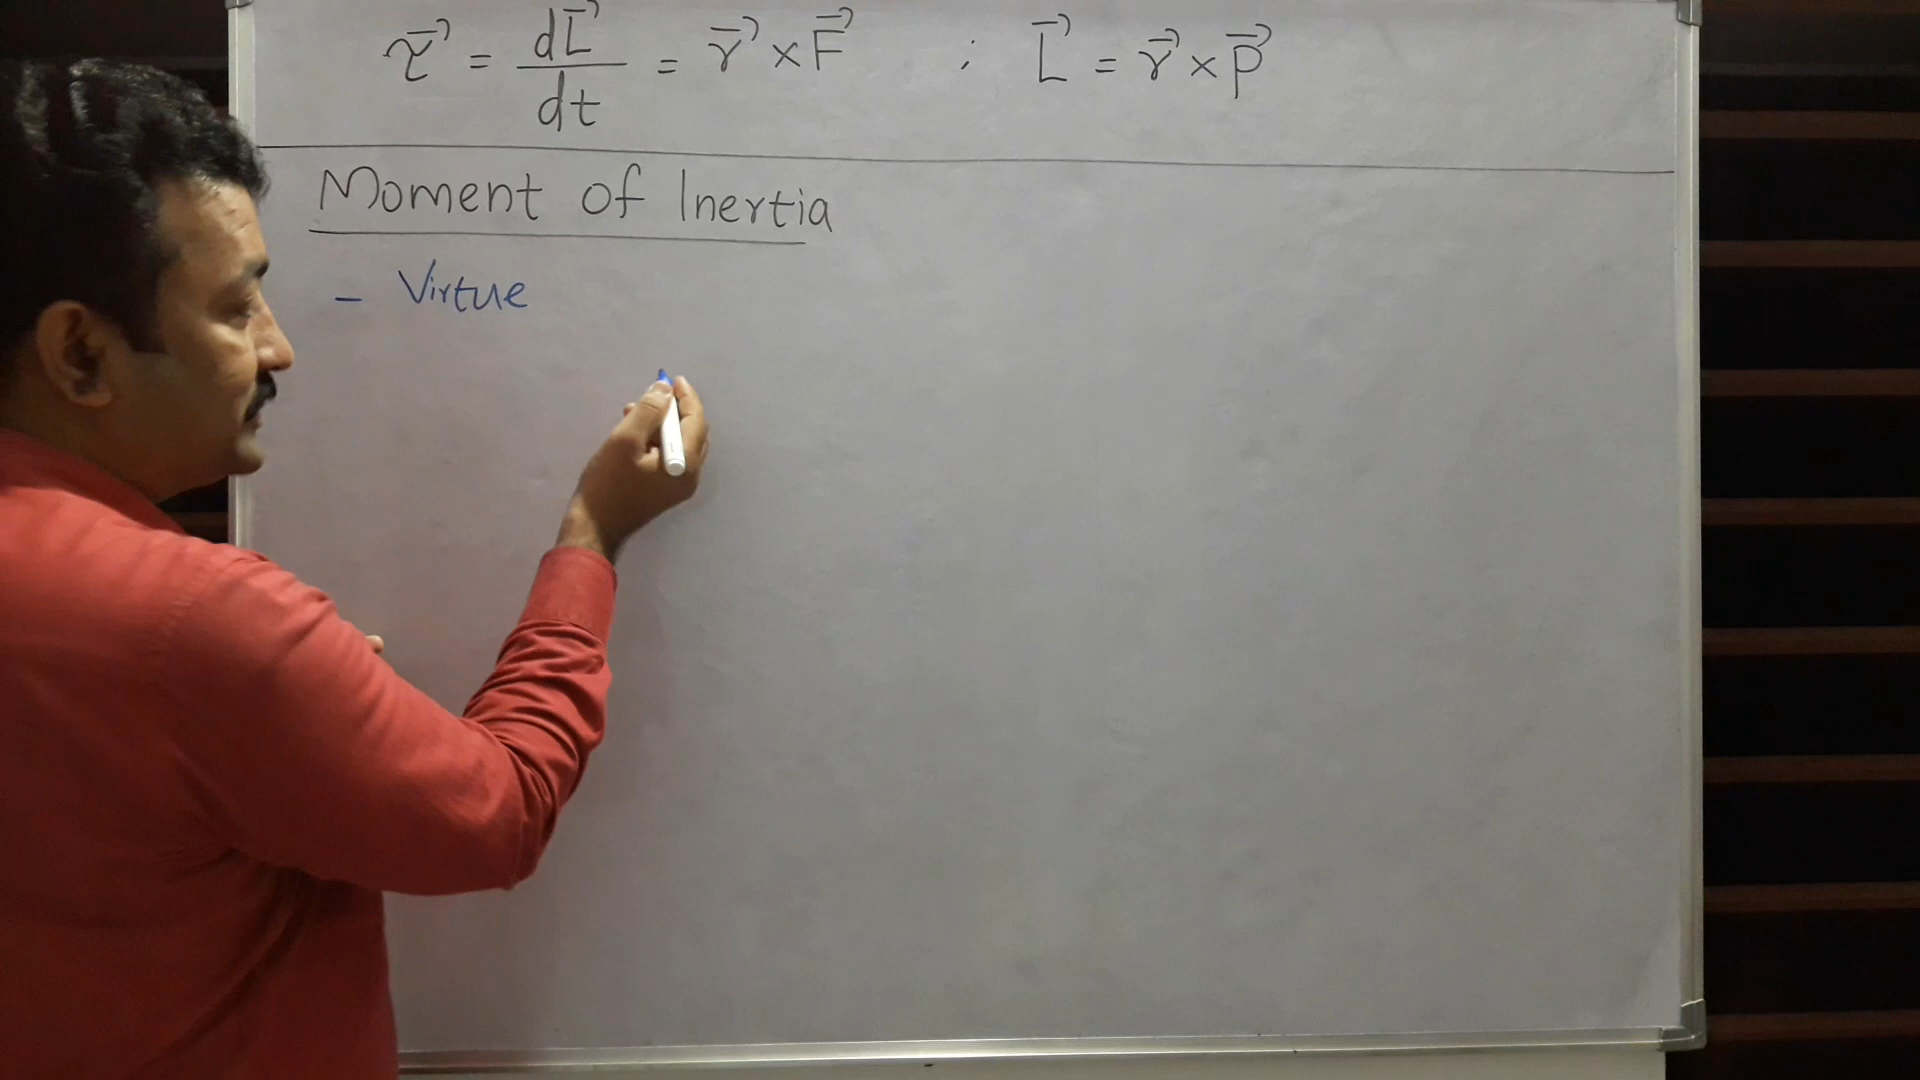 τ⃗ = dL⃗/dt = r⃗ × F⃗ ; L⃗ = r⃗ × P⃗
Moment of Inertia
- Virtue